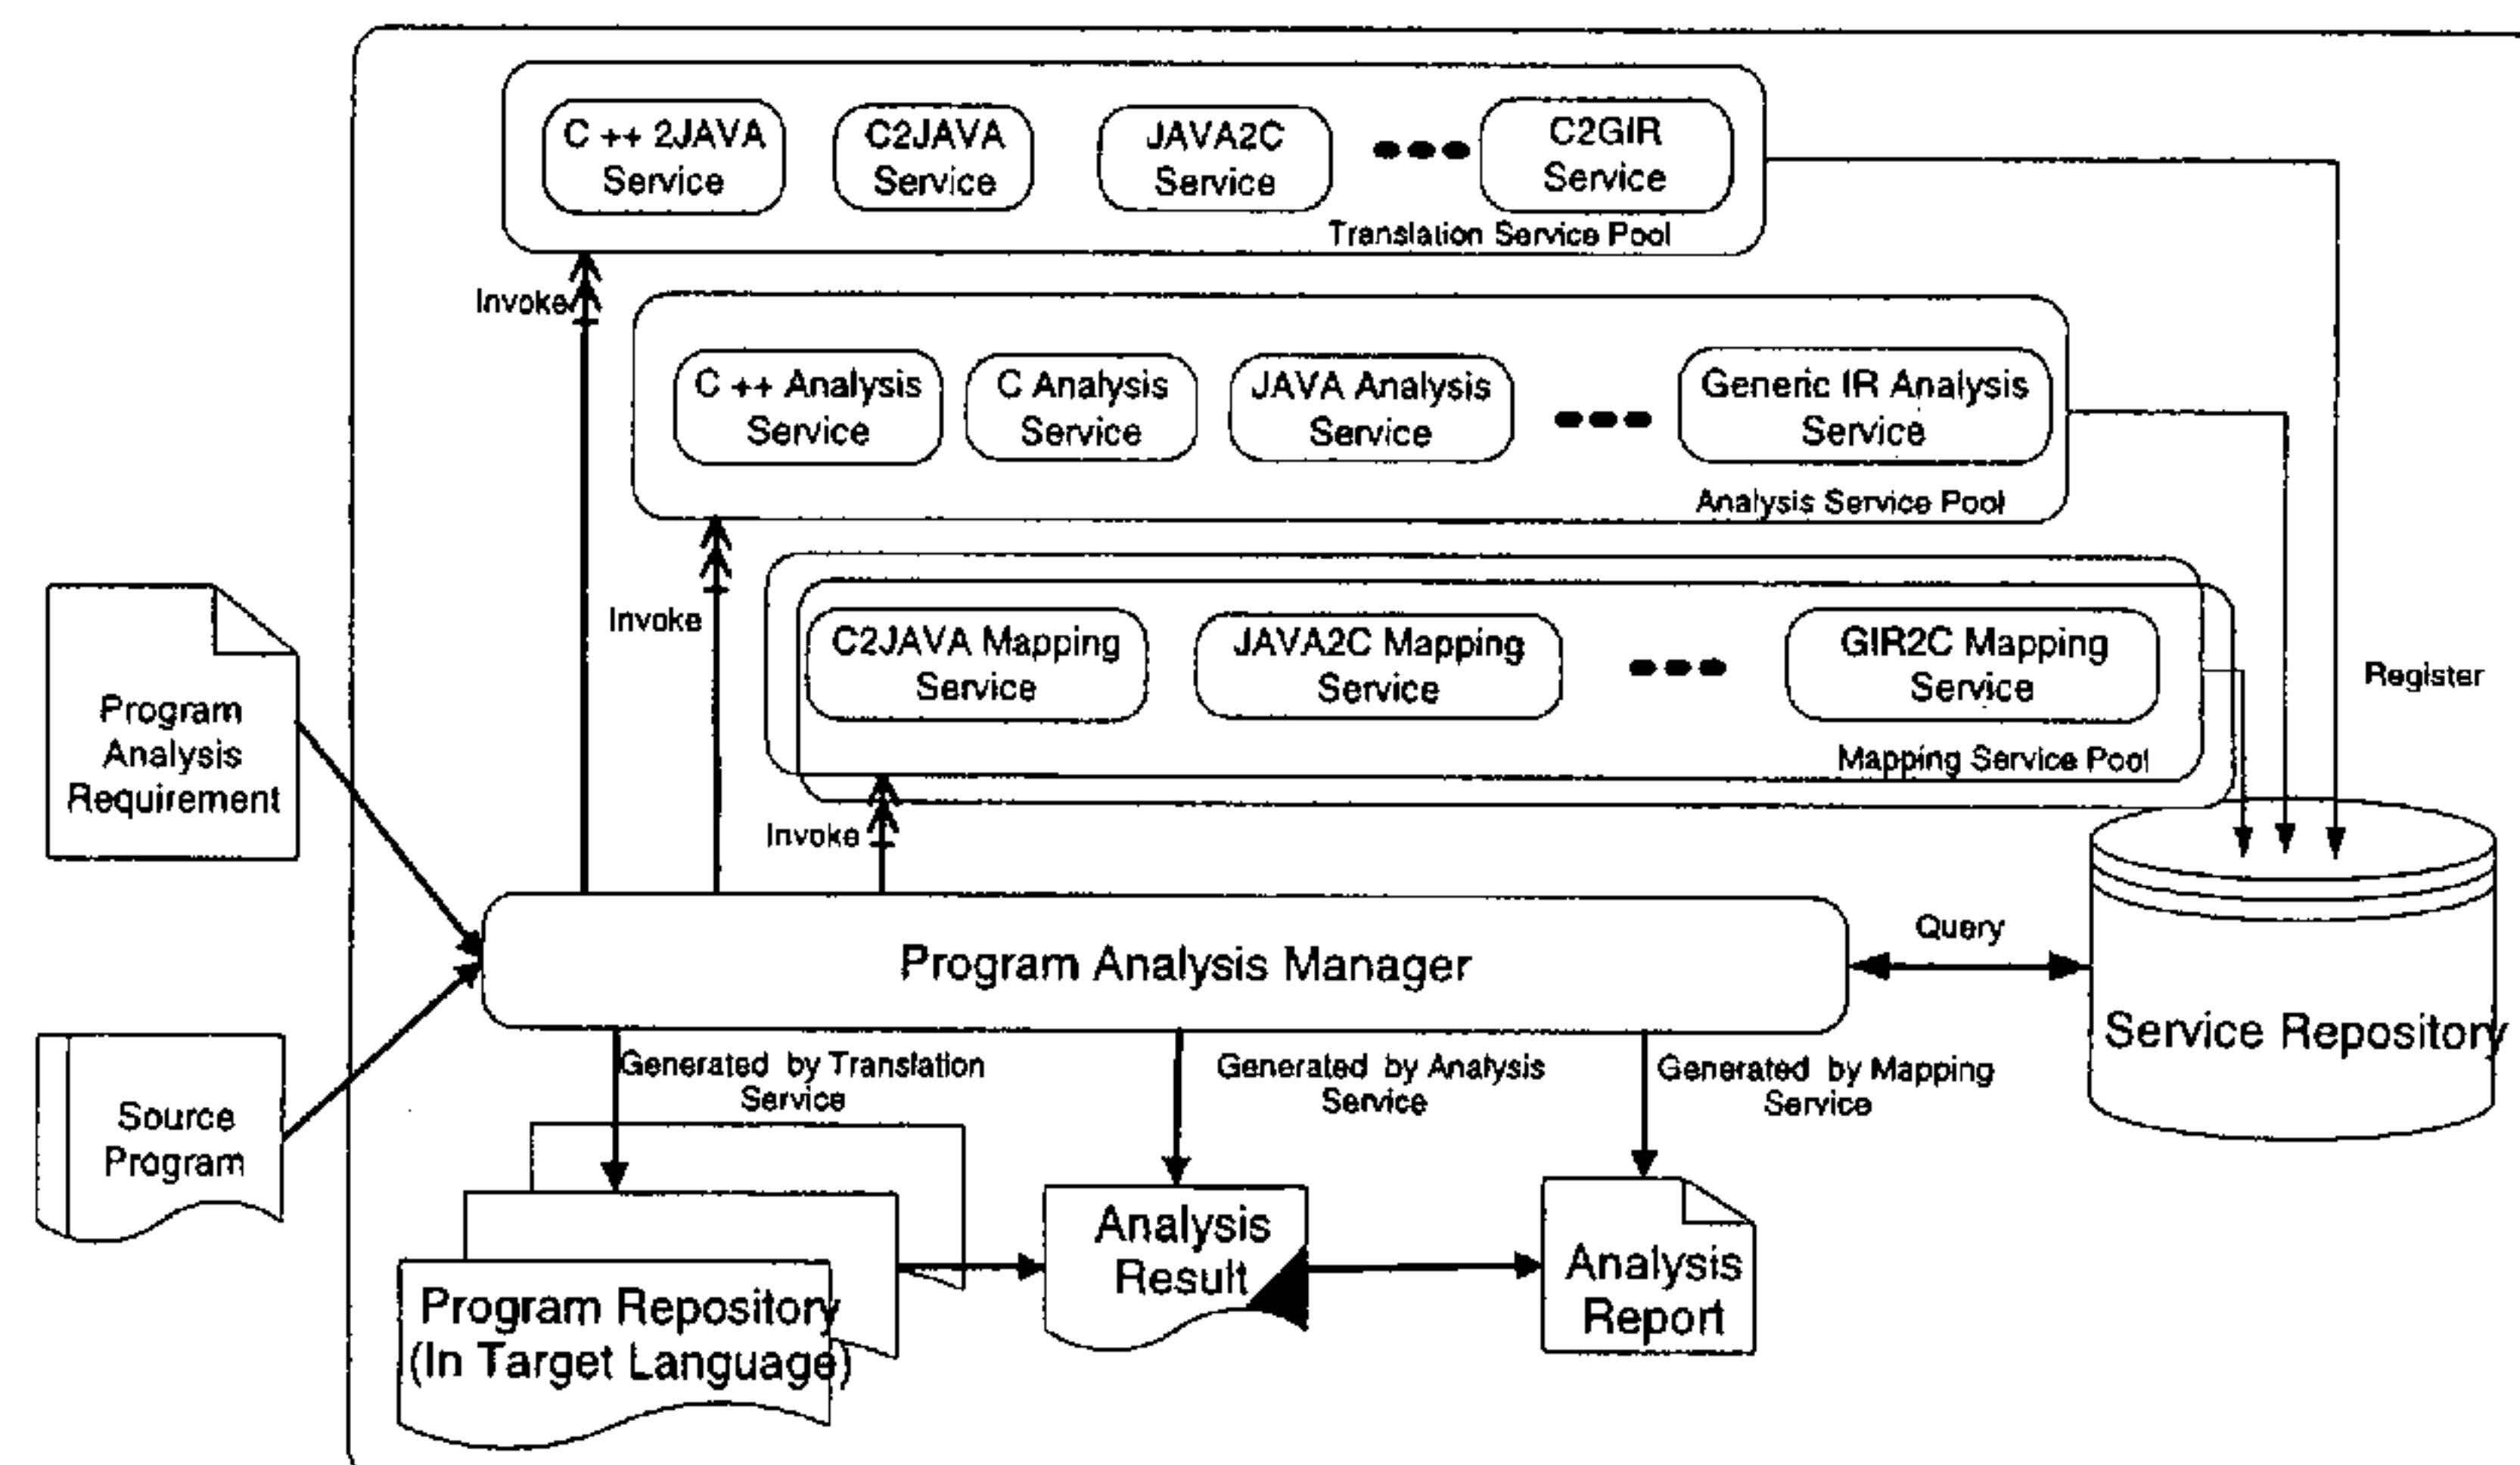 C ++ 2JAVA
Service
C2JAVA
Service
JAVA2C
Service
C2GIR
Service
Translation Service Pool
Invoke
C ++ Analysis
Service
C Analysis
Service
JAVA Analysis
Service
Generic IR Analysis
Service
Analysis Service Pool
Invoke
C2JAVA Mapping
Service
JAVA2C Mapping
Service
GIR2C Mapping
Service
Mapping Service Pool
Register
Invoke
Program
Analysis
Requirement
Program Analysis Manager
Query
Service Repository
Source
Program
Generated by Translation
Service
Generated by Analysis
Service
Generated by Mapping
Service
Program Repository
(In Target Language)
Analysis
Result
Analysis
Report